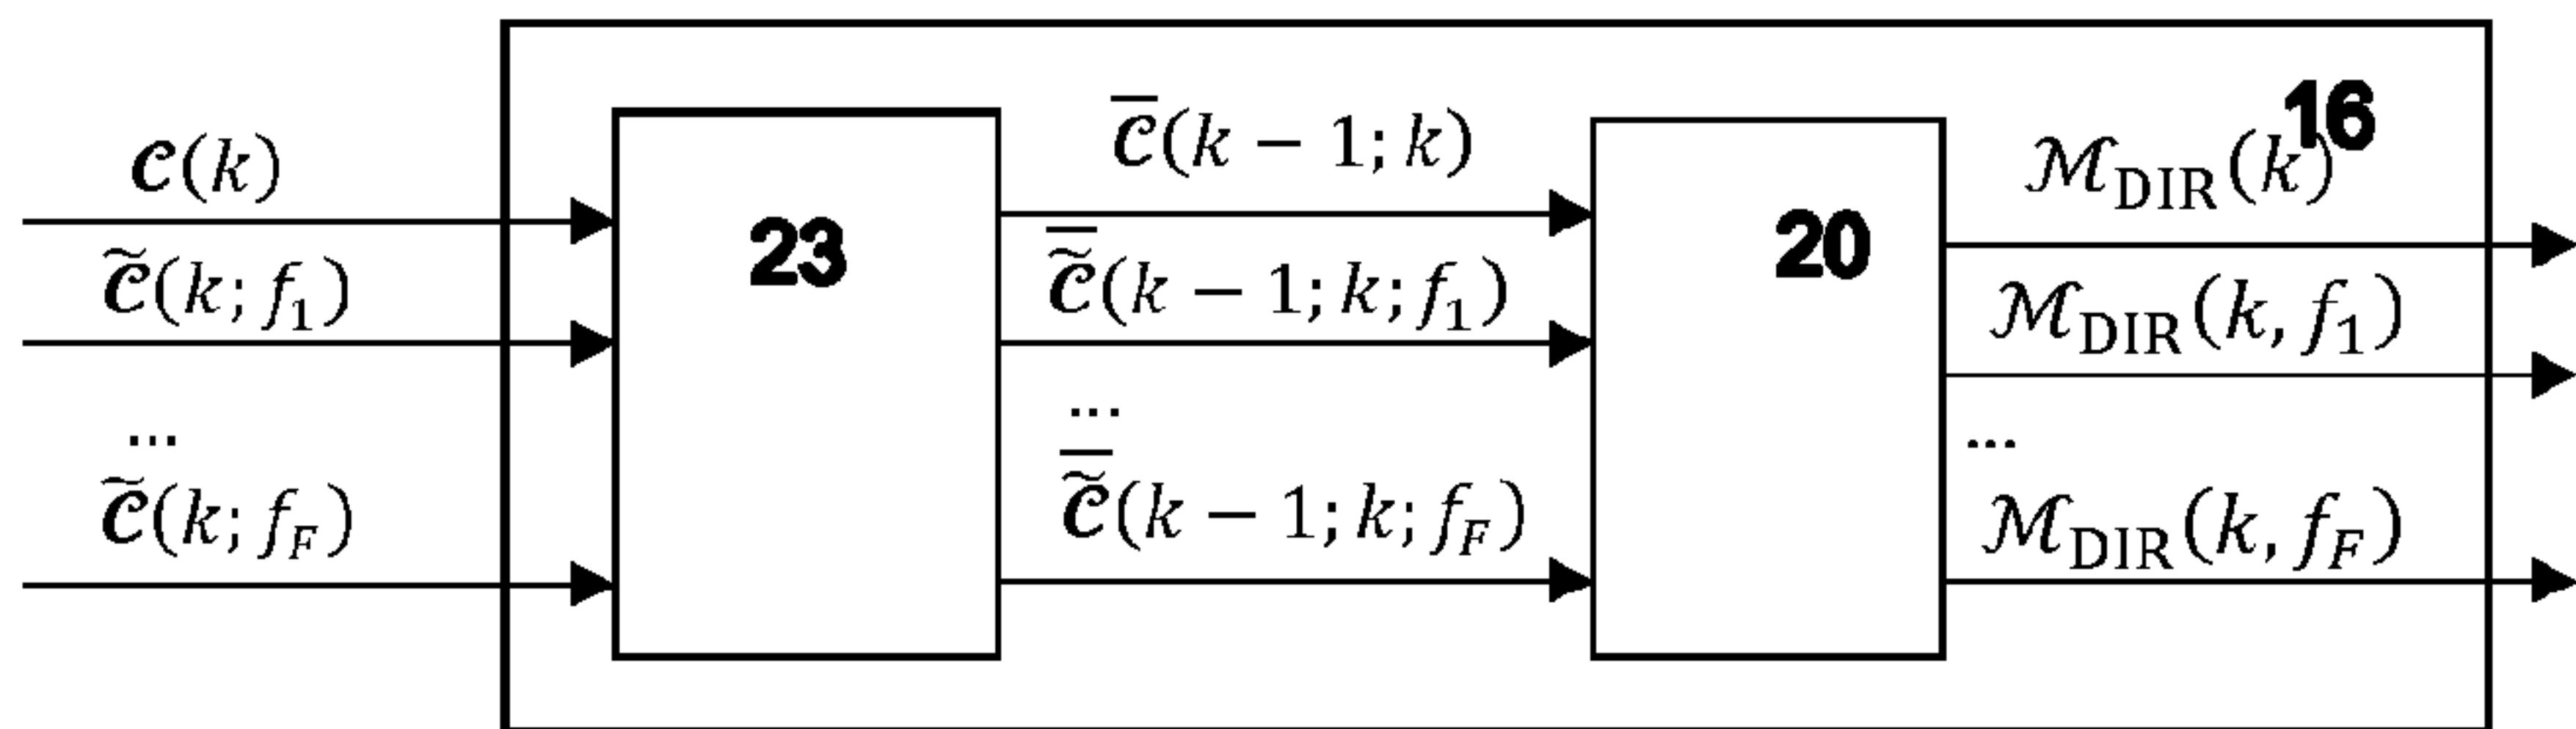 16
𝓒(k)
𝓒̃(k; f₁)
...
𝓒̃(k; f_F)
23
𝓒̅(k − 1; k)
𝓒̃̅(k − 1; k; f₁)
...
𝓒̃̅(k − 1; k; f_F)
20
ℳ_DIR(k)
ℳ_DIR(k, f₁)
...
ℳ_DIR(k, f_F)